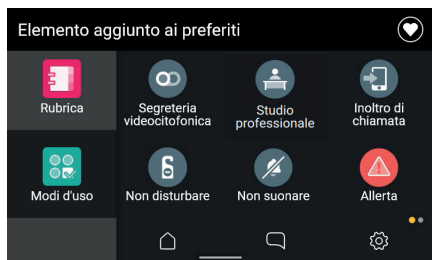 Elemento aggiunto ai preferiti
Rubrica
Segreteria
videocitofonica
Studio
professionale
Inoltro di
chiamata
Modi d'uso
Non disturbare
Non suonare
Allerta